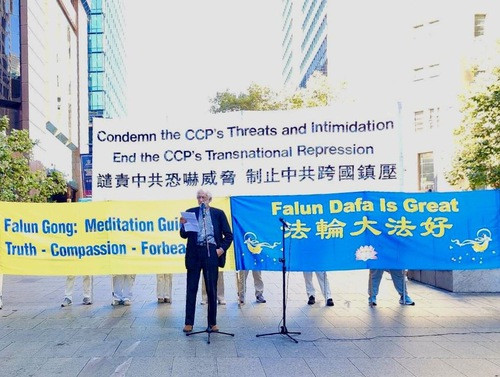 Condemn the CCP's Threats and Intimidation
End the CCP's Transnational Repression
譴責中共恐嚇威脅 制止中共跨國鎮壓
Falun Gong: Meditation
Truth - Compassion -
Falun Dafa Is Great
法輪大法好